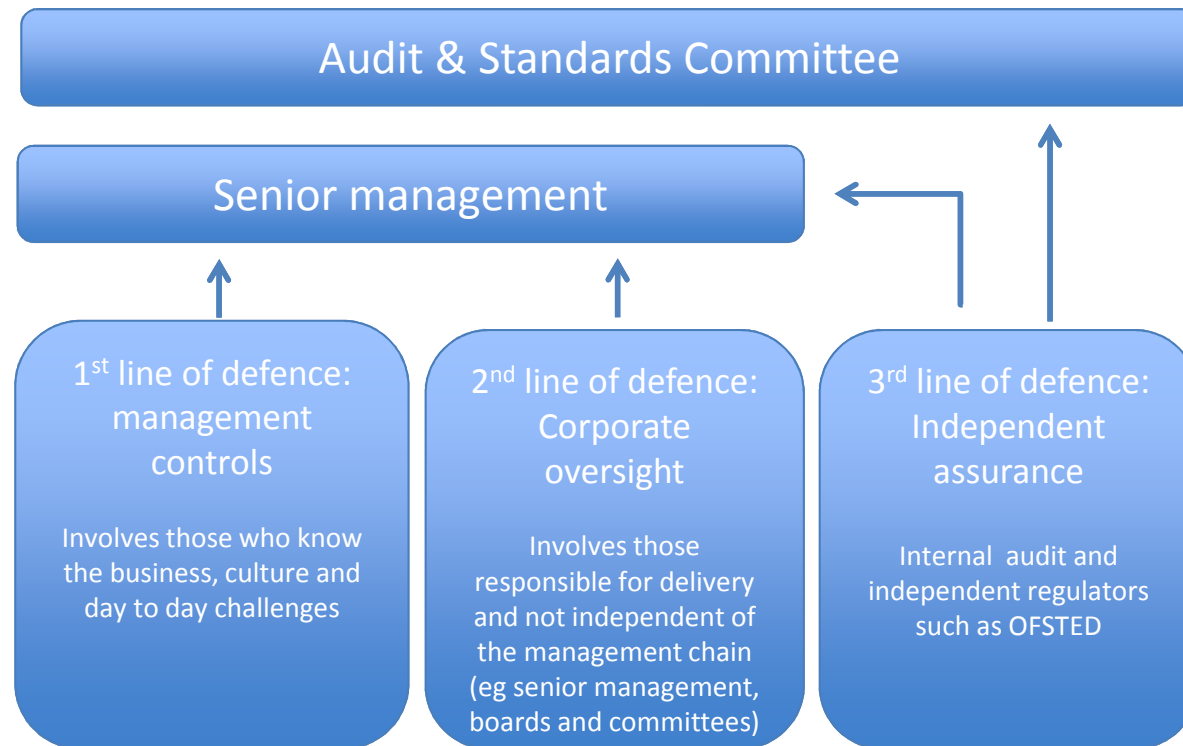 Audit & Standards Committee
Senior management
1st line of defence:
management
controls
Involves those who know
the business, culture and
day to day challenges
2nd line of defence:
Corporate
oversight
Involves those
responsible for delivery
and not independent of
the management chain
(eg senior management,
boards and committees)
3rd line of defence:
Independent
assurance
Internal audit and
independent regulators
such as OFSTED